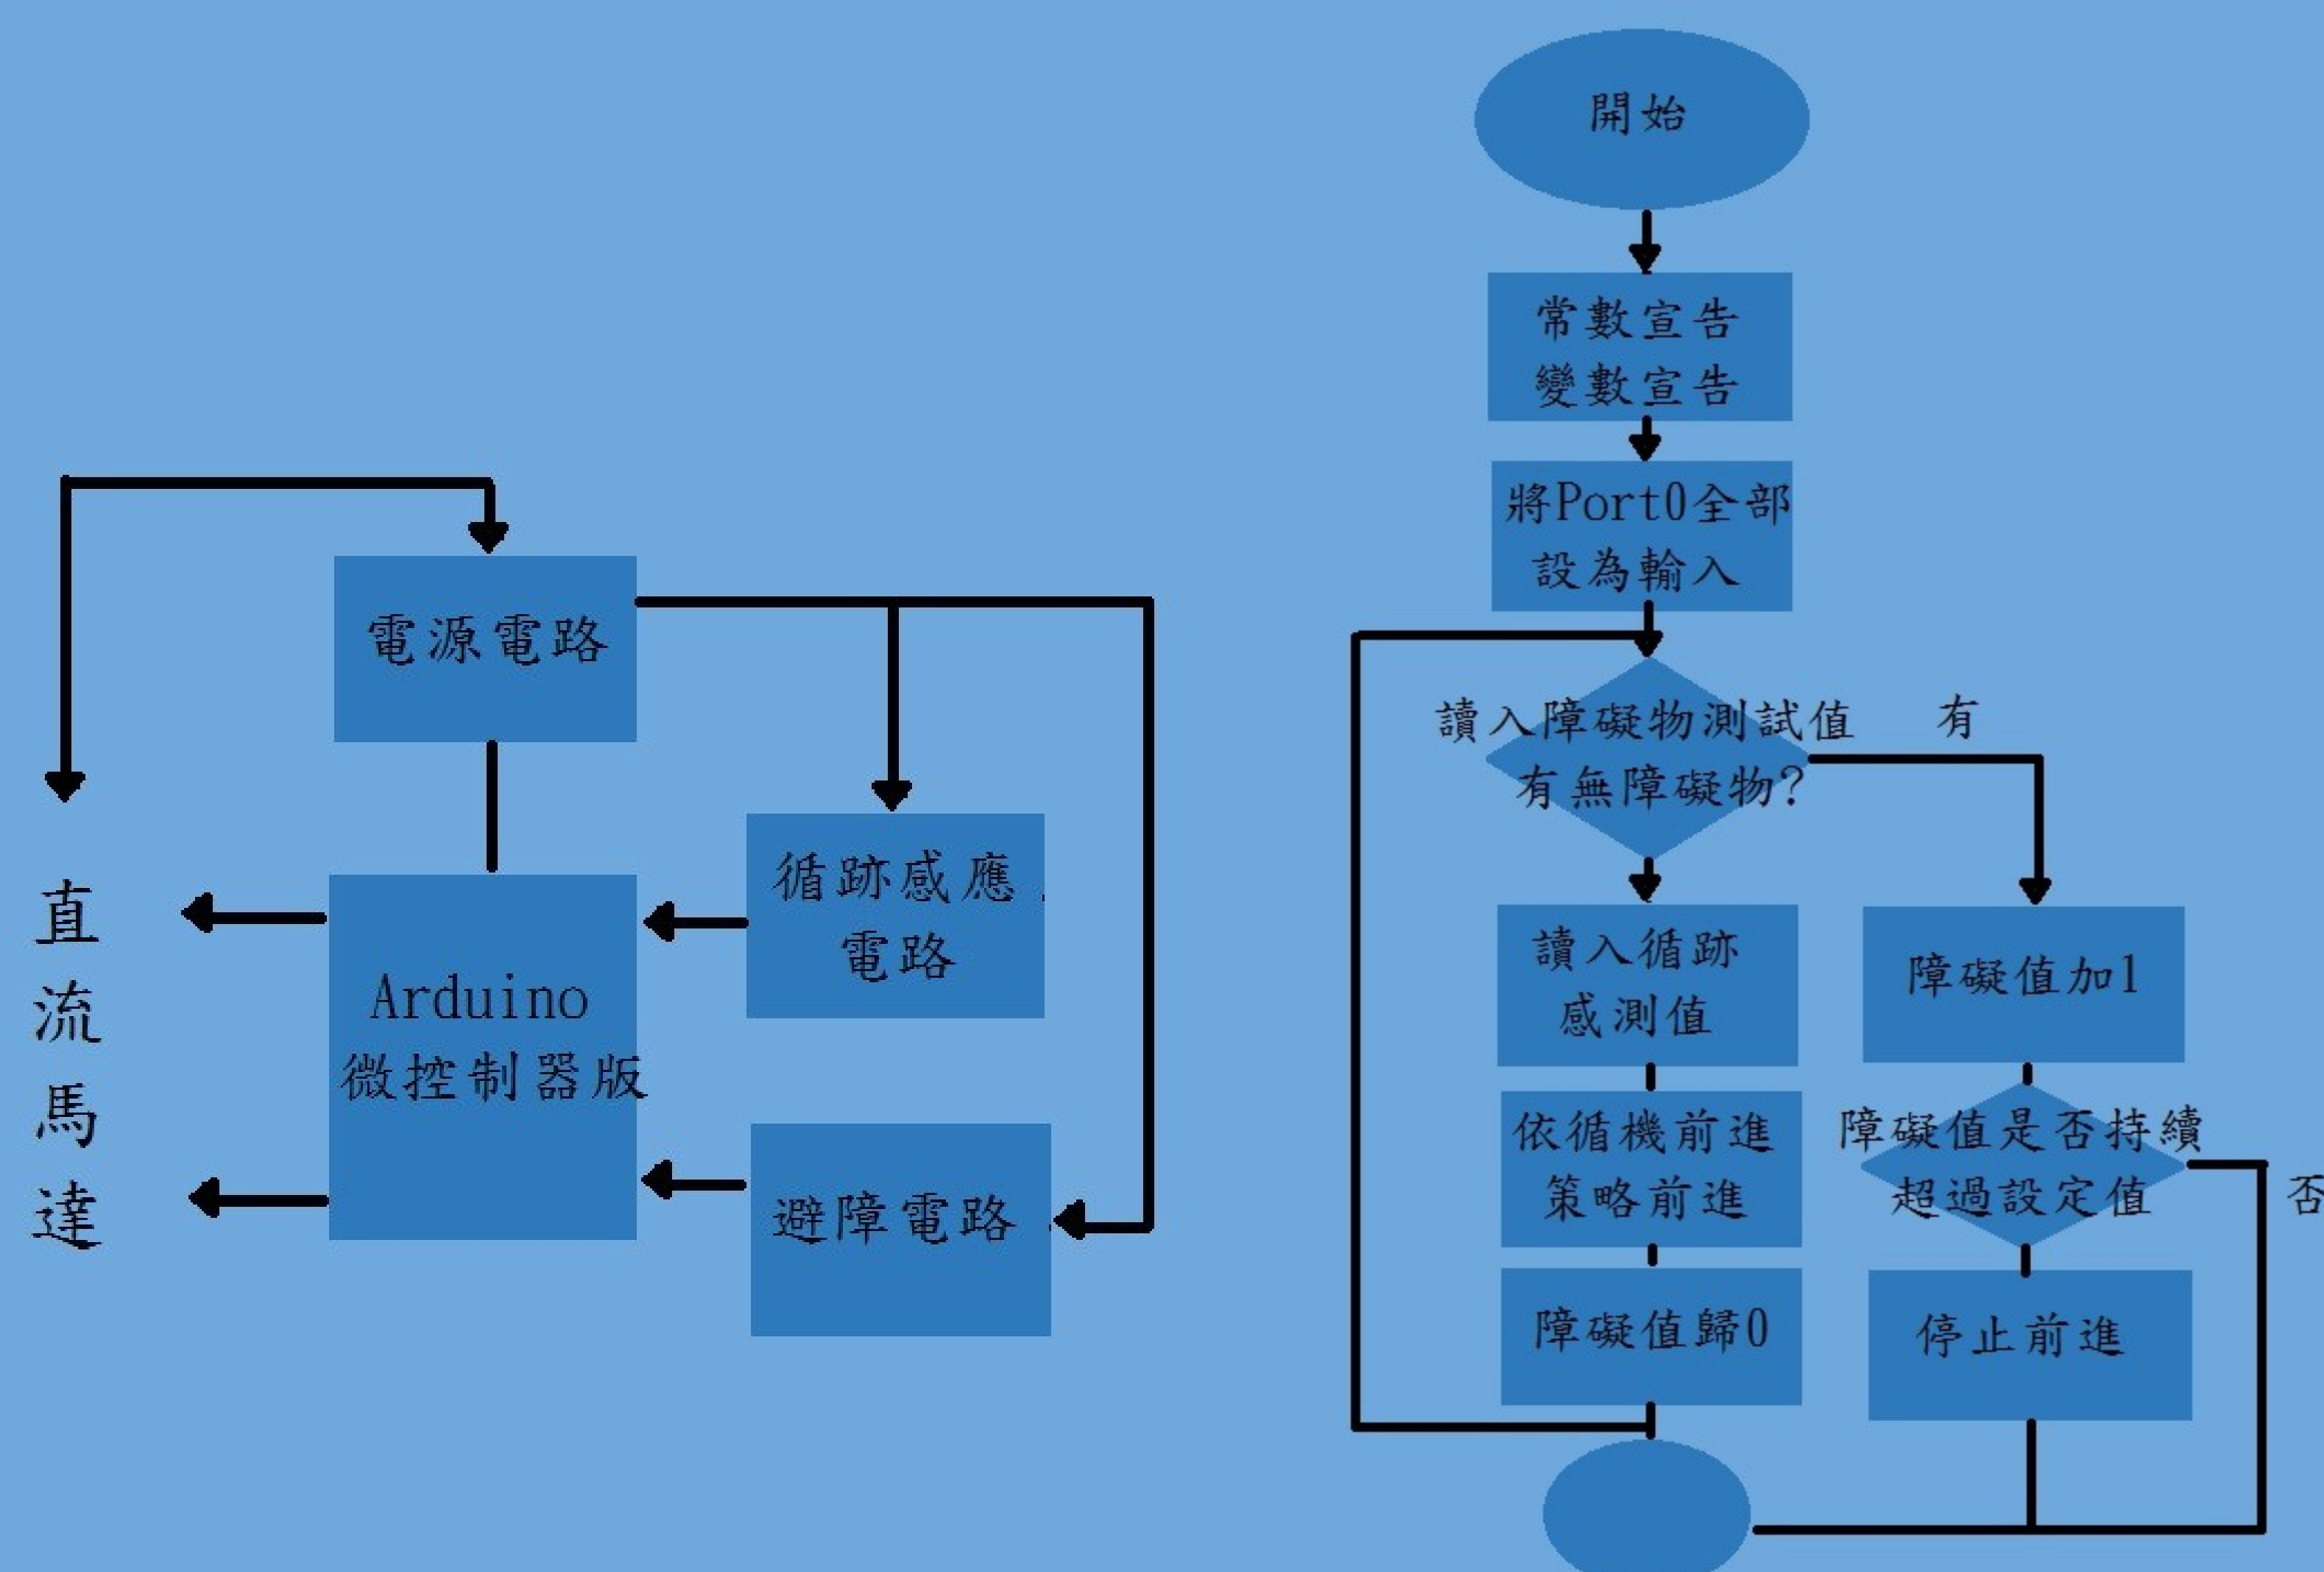 電源電路
循跡感應
電路
Arduino
微控制器版
避障電路
直流馬達
開始
常數宣告
變數宣告
將Port0全部
設為輸入
讀入障礙物測試值
有無障礙物?
有
讀入循跡
感測值
障礙值加1
依循機前進
策略前進
障礙值是否持續
超過設定值
否
障礙值歸0
停止前進